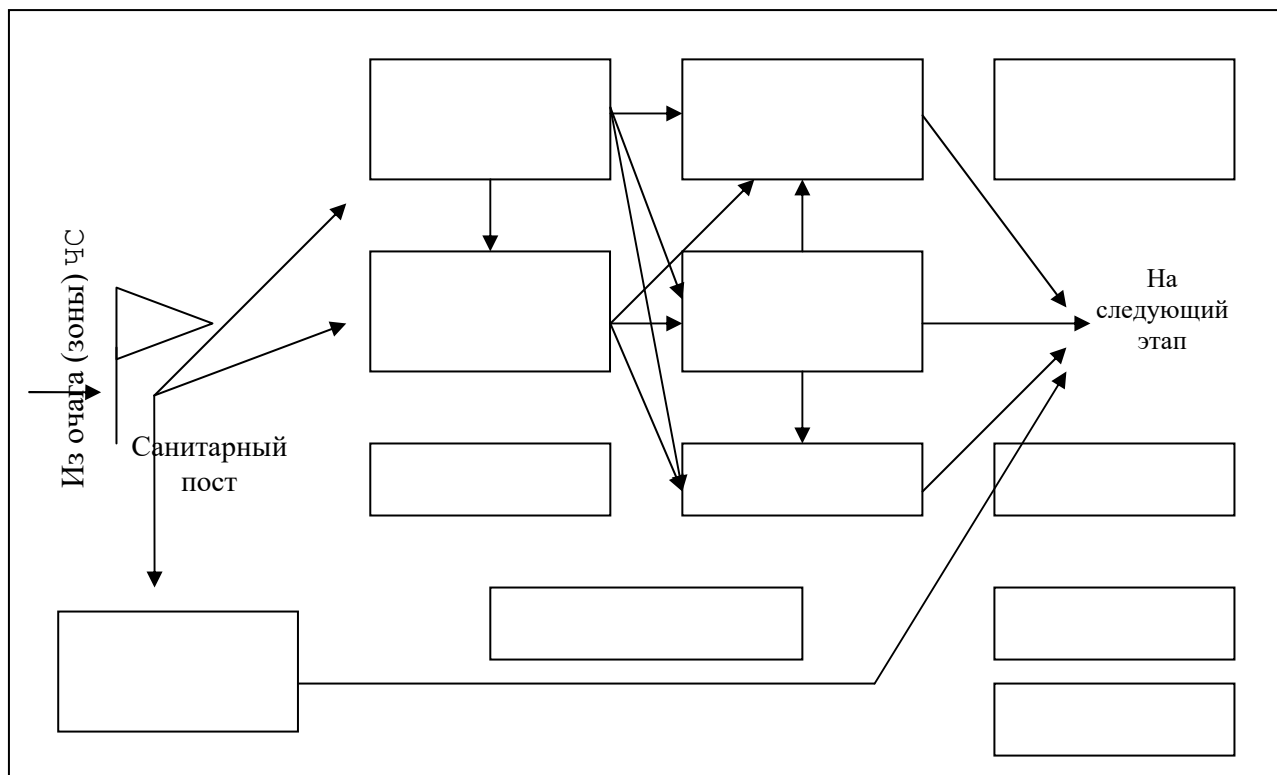 Из очага (зоны) ЧС
Санитарный
пост
На
следующий
этап